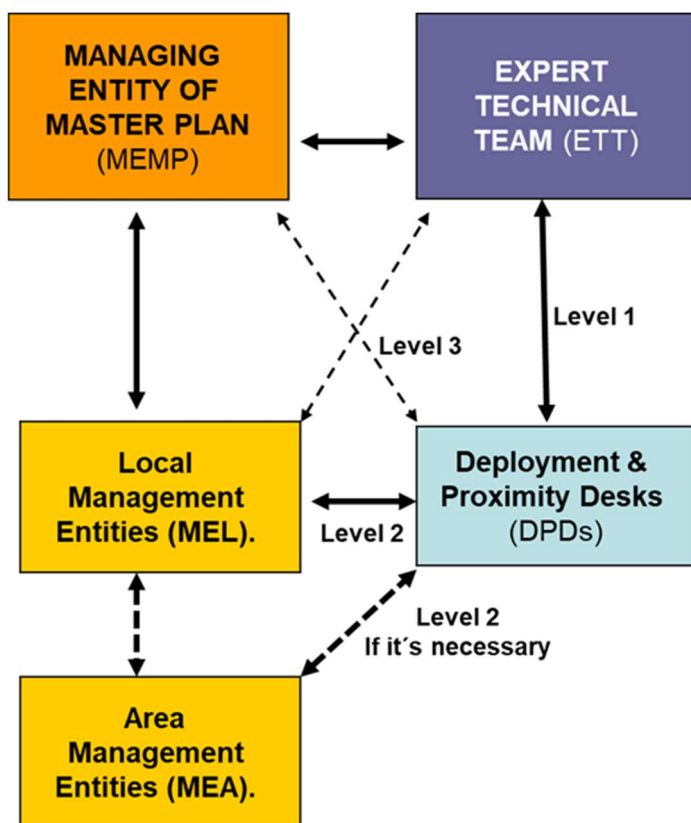 MANAGING
ENTITY OF
MASTER PLAN
(MEMP)
EXPERT
TECHNICAL
TEAM (ETT)
Level 1
Level 3
Local
Management
Entities (MEL).
Level 2
Deployment &
Proximity Desks
(DPDs)
Level 2
If it´s necessary
Area
Management
Entities (MEA).